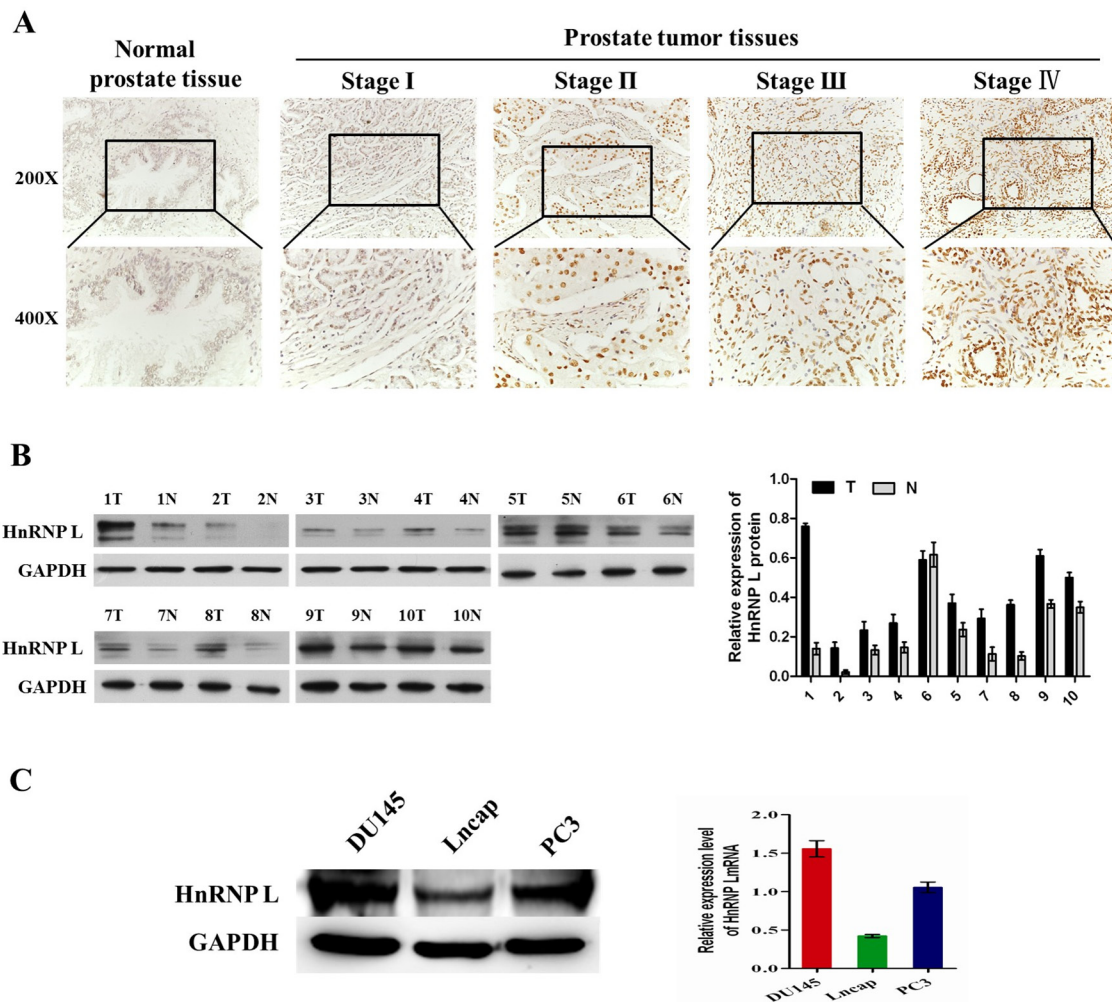 A
Normal
prostate tissue
Prostate tumor tissues
Stage I
Stage II
Stage III
Stage IV
200X
400X
B
1T 1N 2T 2N 3T 3N 4T 4N 5T 5N 6T 6N
HnRNP L
GAPDH
7T 7N 8T 8N 9T 9N 10T 10N
HnRNP L
GAPDH
Relative expression of
HnRNP L protein
T N
1.0
0.8
0.6
0.4
0.2
0.0
1 2 3 4 6 5 7 8 9 10
C
DU145 Lncap PC3
HnRNP L
GAPDH
Relative expression level
of HnRNP LmRNA
2.0
1.5
1.0
0.5
0.0
DU145 Lncap PC3